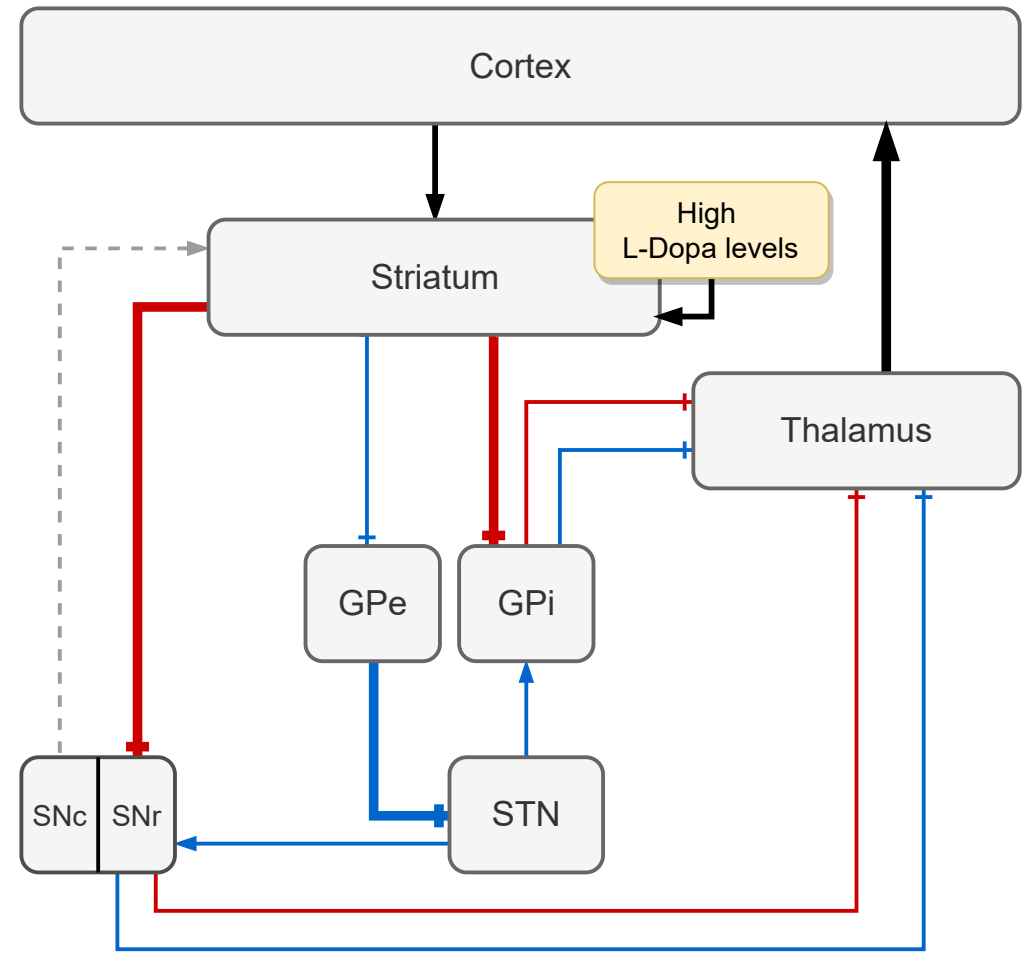 Cortex
High
L-Dopa levels
Striatum
Thalamus
GPe
GPi
SNc
SNr
STN